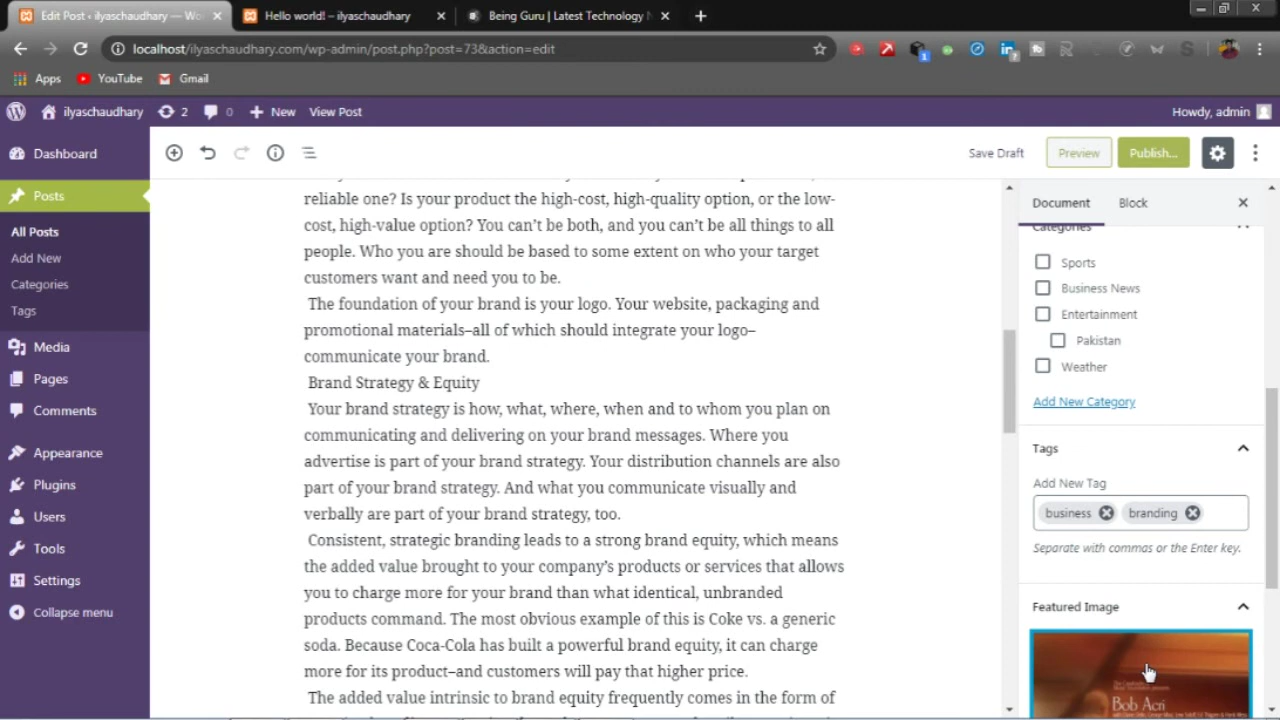 Edit Post ‹ ilyaschaudhary — Wo
Hello world! – ilyaschaudhary
Being Guru | Latest Technology N
localhost/ilyaschaudhary.com/wp-admin/post.php?post=73&action=edit
Apps
YouTube
Gmail
ilyaschaudhary
2
0
New
View Post
Howdy, admin
Dashboard
Posts
All Posts
Add New
Categories
Tags
Media
Pages
Comments
Appearance
Plugins
Users
Tools
Settings
Collapse menu
Save Draft
Preview
Publish...
reliable one? Is your product the high-cost, high-quality option, or the low-
cost, high-value option? You can’t be both, and you can’t be all things to all
people. Who you are should be based to some extent on who your target
customers want and need you to be.
The foundation of your brand is your logo. Your website, packaging and
promotional materials–all of which should integrate your logo–
communicate your brand.
Brand Strategy & Equity
Your brand strategy is how, what, where, when and to whom you plan on
communicating and delivering on your brand messages. Where you
advertise is part of your brand strategy. Your distribution channels are also
part of your brand strategy. And what you communicate visually and
verbally are part of your brand strategy, too.
Consistent, strategic branding leads to a strong brand equity, which means
the added value brought to your company’s products or services that allows
you to charge more for your brand than what identical, unbranded
products command. The most obvious example of this is Coke vs. a generic
soda. Because Coca-Cola has built a powerful brand equity, it can charge
more for its product–and customers will pay that higher price.
The added value intrinsic to brand equity frequently comes in the form of
Document
Block
Categories
Sports
Business News
Entertainment
Pakistan
Weather
Add New Category
Tags
Add New Tag
business
branding
Separate with commas or the Enter key.
Featured Image
Bob Acri